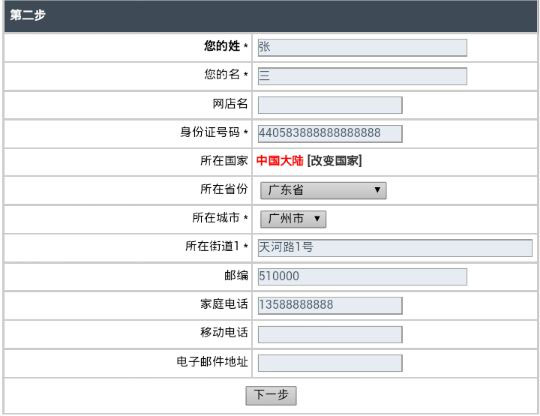 第二步
您的姓 * 张
您的名 * 三
网店名
身份证号码 * 440583888888888888
所在国家 中国大陆 [改变国家]
所在省份 广东省
所在城市 * 广州市
所在街道1 * 天河路1号
邮编 510000
家庭电话 13588888888
移动电话
电子邮件地址
下一步